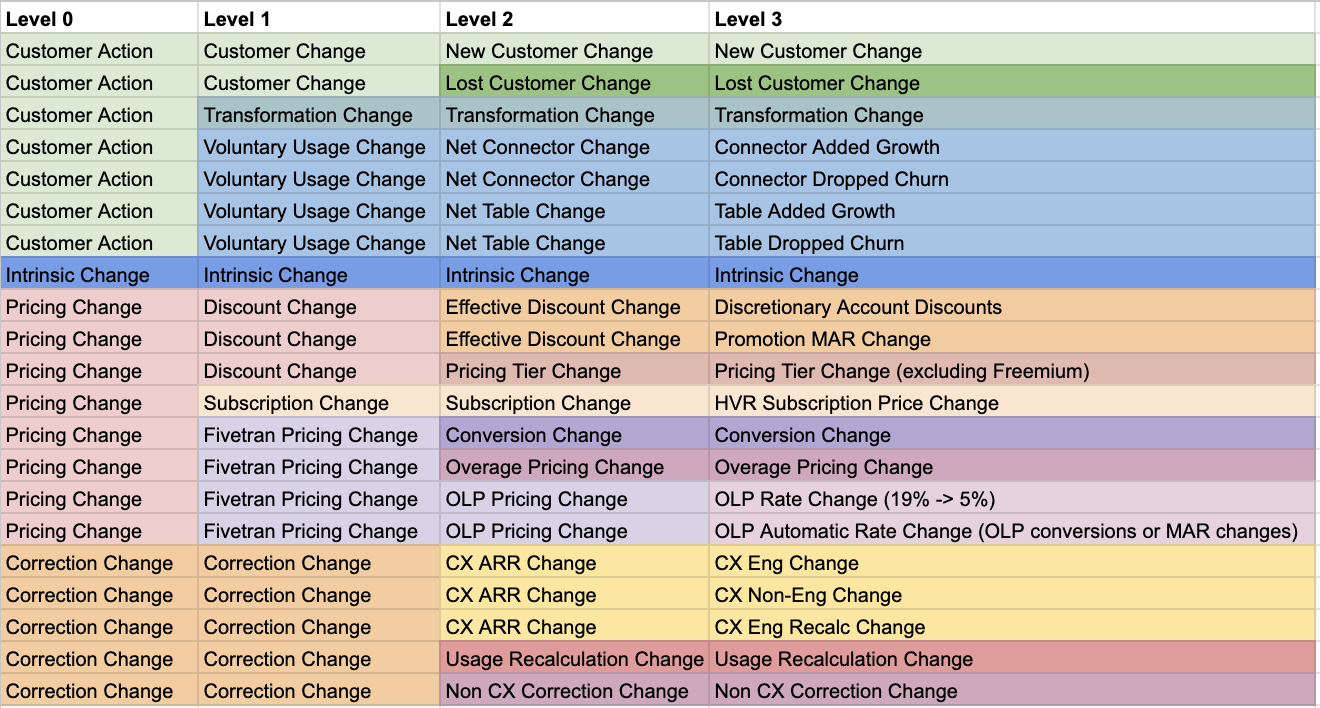 Level 0 Level 1 Level 2 Level 3
Customer Action Customer Change New Customer Change New Customer Change
Customer Action Customer Change Lost Customer Change Lost Customer Change
Customer Action Transformation Change Transformation Change Transformation Change
Customer Action Voluntary Usage Change Net Connector Change Connector Added Growth
Customer Action Voluntary Usage Change Net Connector Change Connector Dropped Churn
Customer Action Voluntary Usage Change Net Table Change Table Added Growth
Customer Action Voluntary Usage Change Net Table Change Table Dropped Churn
Intrinsic Change Intrinsic Change Intrinsic Change Intrinsic Change
Pricing Change Discount Change Effective Discount Change Discretionary Account Discounts
Pricing Change Discount Change Effective Discount Change Promotion MAR Change
Pricing Change Discount Change Pricing Tier Change Pricing Tier Change (excluding Freemium)
Pricing Change Subscription Change Subscription Change HVR Subscription Price Change
Pricing Change Fivetran Pricing Change Conversion Change Conversion Change
Pricing Change Fivetran Pricing Change Overage Pricing Change Overage Pricing Change
Pricing Change Fivetran Pricing Change OLP Pricing Change OLP Rate Change (19% -> 5%)
Pricing Change Fivetran Pricing Change OLP Pricing Change OLP Automatic Rate Change (OLP conversions or MAR changes)
Correction Change Correction Change CX ARR Change CX Eng Change
Correction Change Correction Change CX ARR Change CX Non-Eng Change
Correction Change Correction Change CX ARR Change CX Eng Recalc Change
Correction Change Correction Change Usage Recalculation Change Usage Recalculation Change
Correction Change Correction Change Non CX Correction Change Non CX Correction Change